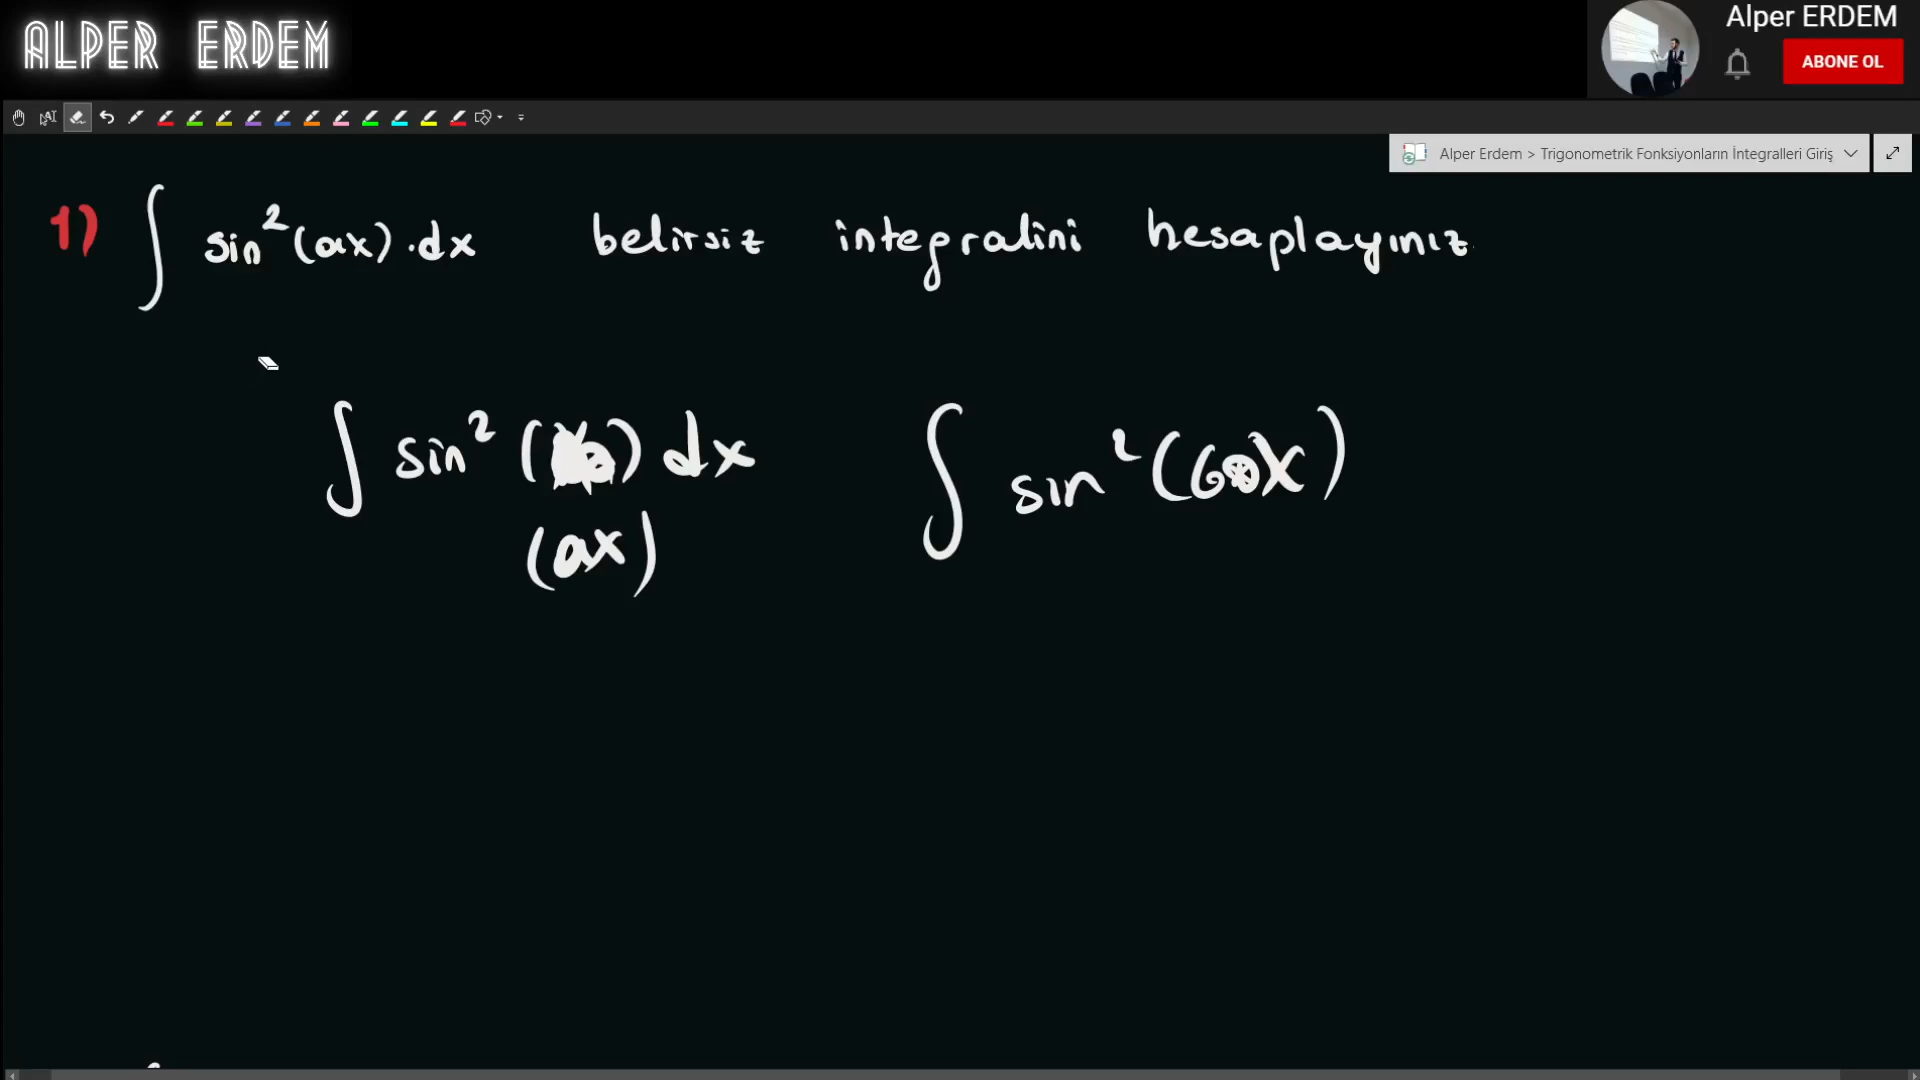 ALPER ERDEM
Alper ERDEM
ABONE OL
Alper Erdem > Trigonometrik Fonksiyonların İntegralleri Giriş
1) ∫ sin²(ax).dx belirsiz integralini hesaplayınız.
∫ sin² ( ) dx ∫ sin² (6 x)
(ax)